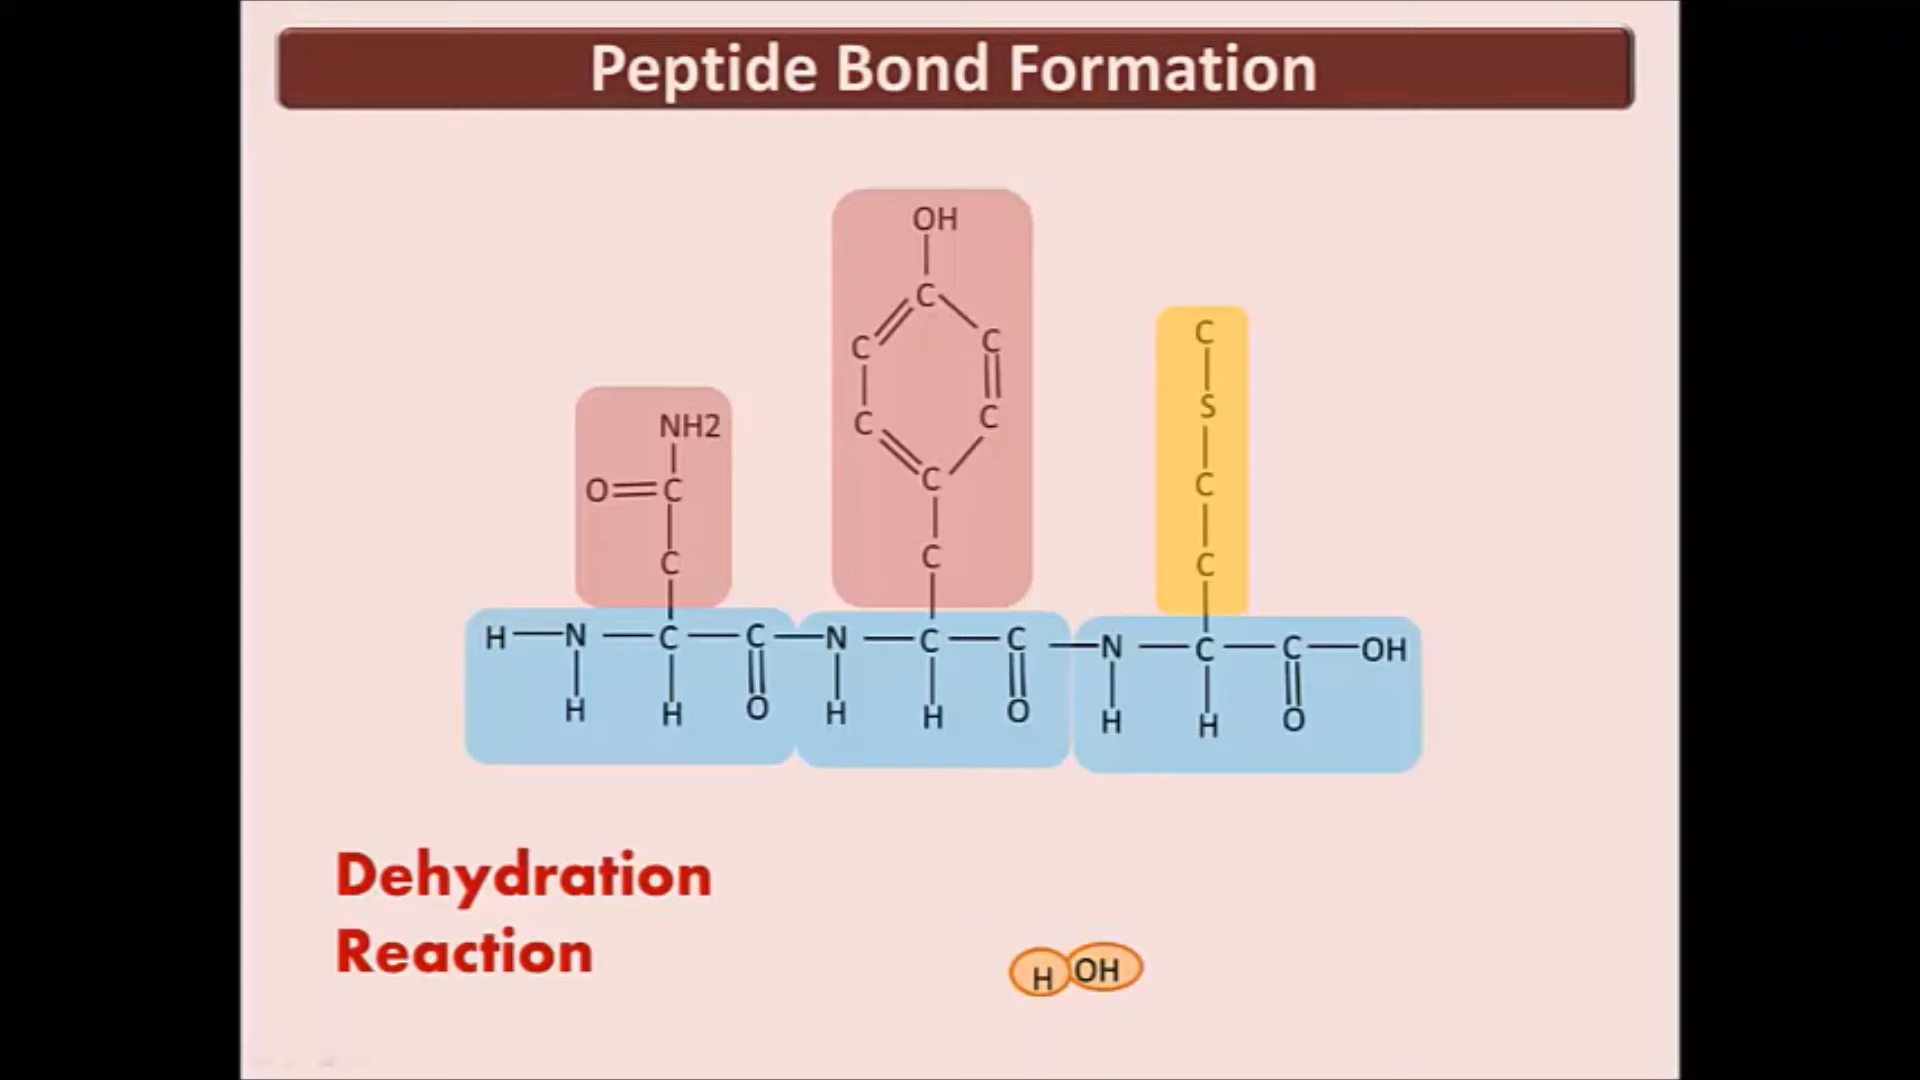 Peptide Bond Formation
OH
C
C C
C
S
C C
NH2
C
C
O C
C
C
C
H N C C N C C N C C OH
H H O H H O H H O
Dehydration
Reaction
H OH